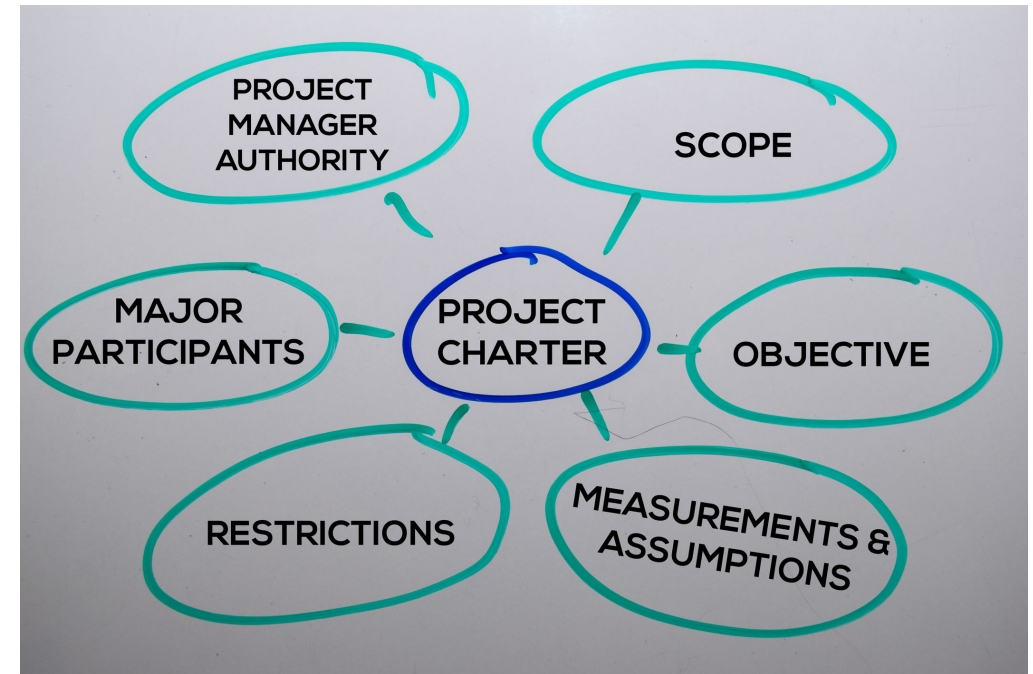 PROJECT
MANAGER
AUTHORITY
SCOPE
MAJOR
PARTICIPANTS
PROJECT
CHARTER
OBJECTIVE
RESTRICTIONS
MEASUREMENTS &
ASSUMPTIONS